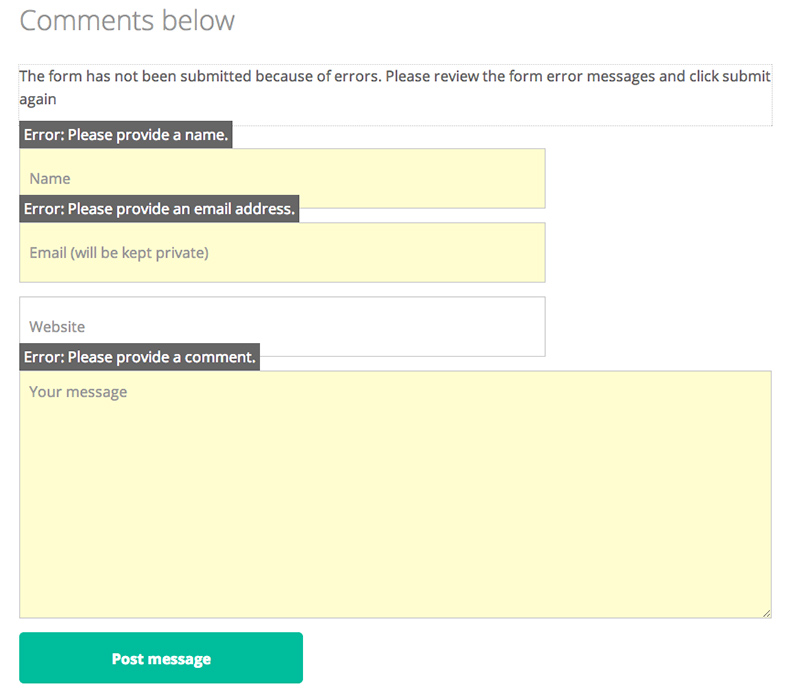 Comments below
The form has not been submitted because of errors. Please review the form error messages and click submit
again
Error: Please provide a name.
Name
Error: Please provide an email address.
Email (will be kept private)
Website
Error: Please provide a comment.
Your message
Post message